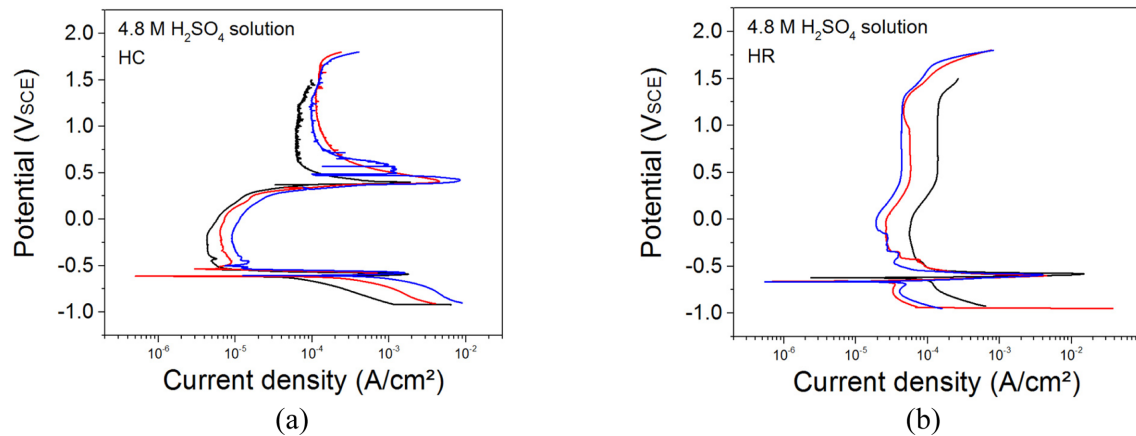 4.8 M H₂SO₄ solution
HC
2.0
1.5
1.0
0.5
0.0
-0.5
-1.0
Potential (VSCE)
10⁻⁶ 10⁻⁵ 10⁻⁴ 10⁻³ 10⁻²
Current density (A/cm²)
(a)
4.8 M H₂SO₄ solution
HR
2.0
1.5
1.0
0.5
0.0
-0.5
-1.0
Potential (VSCE)
10⁻⁶ 10⁻⁵ 10⁻⁴ 10⁻³ 10⁻²
Current density (A/cm²)
(b)